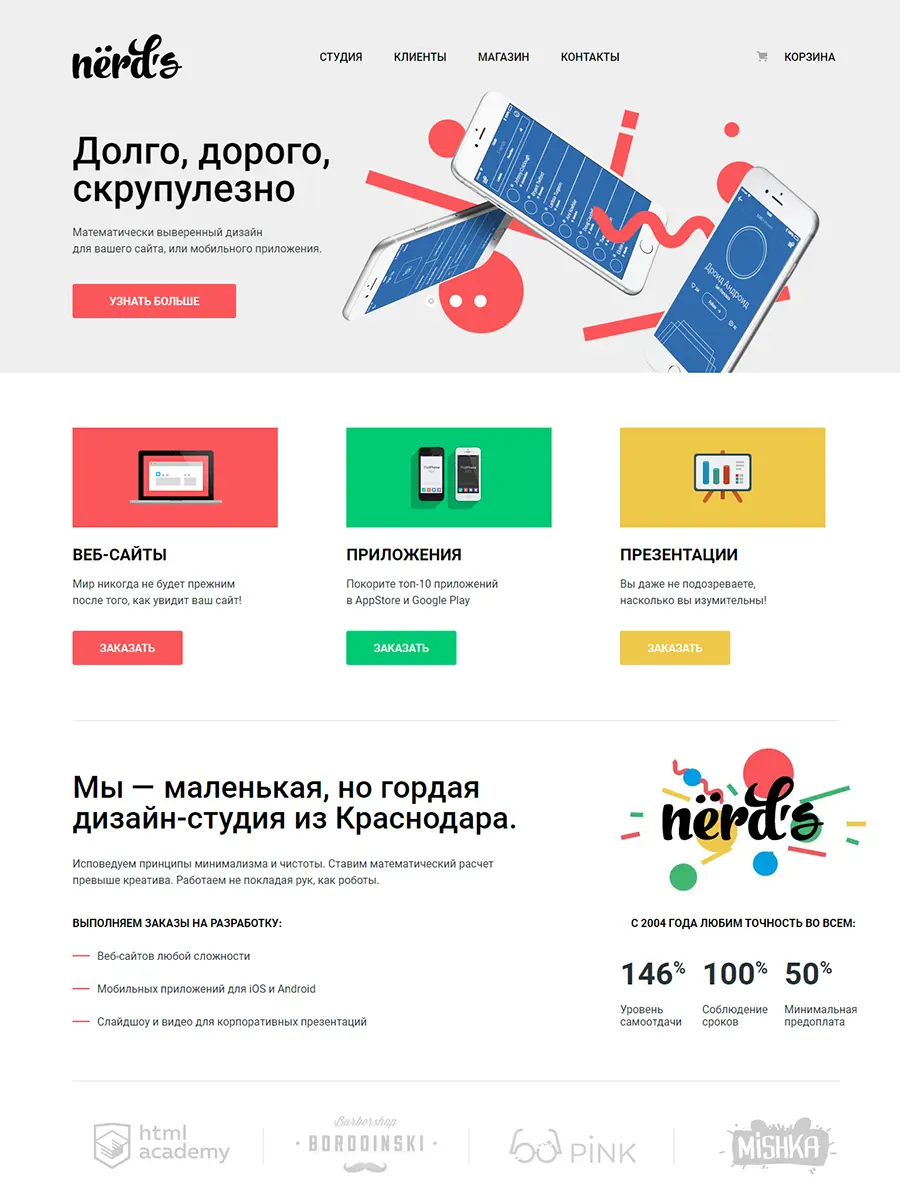 nërd's
СТУДИЯ КЛИЕНТЫ МАГАЗИН КОНТАКТЫ КОРЗИНА
Долго, дорого,
скрупулезно
Математически выверенный дизайн
для вашего сайта, или мобильного приложения.
УЗНАТЬ БОЛЬШЕ
Дроид Андроид
ВЕБ-САЙТЫ
Мир никогда не будет прежним
после того, как увидит ваш сайт!
ЗАКАЗАТЬ
ПРИЛОЖЕНИЯ
Покорите топ-10 приложений
в AppStore и Google Play
ЗАКАЗАТЬ
ПРЕЗЕНТАЦИИ
Вы даже не подозреваете,
насколько вы изумительны!
ЗАКАЗАТЬ
Мы — маленькая, но гордая
дизайн-студия из Краснодара.
Исповедуем принципы минимализма и чистоты. Ставим математический расчет
превыше креатива. Работаем не покладая рук, как роботы.
ВЫПОЛНЯЕМ ЗАКАЗЫ НА РАЗРАБОТКУ:
Веб-сайтов любой сложности
Мобильных приложений для iOS и Android
Слайдшоу и видео для корпоративных презентаций
nërd's
С 2004 ГОДА ЛЮБИМ ТОЧНОСТЬ ВО ВСЕМ:
146% 100% 50%
Уровень
самоотдачи
Соблюдение
сроков
Минимальная
предоплата
html
academy
Barbershop
BORODINSKI
PINK
MiSHKA